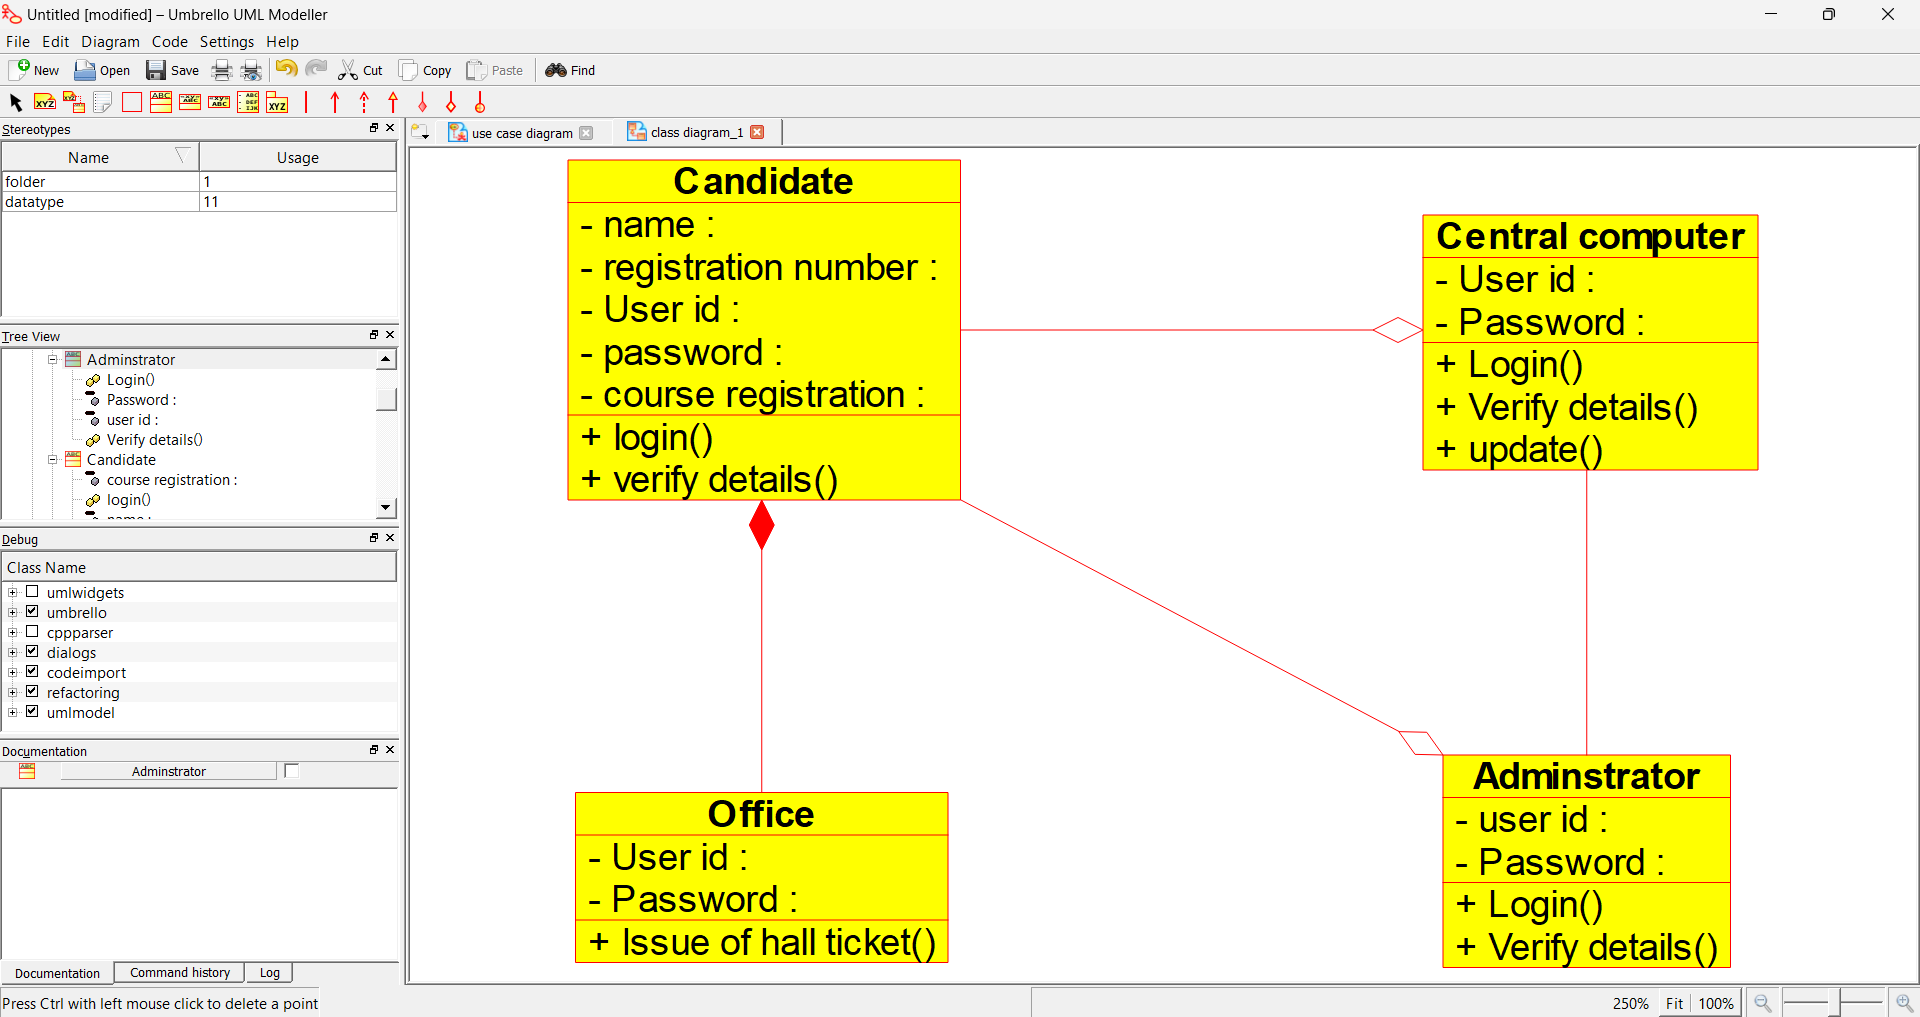 Untitled [modified] – Umbrello UML Modeller
File Edit Diagram Code Settings Help
New Open Save Cut Copy Paste Find
Stereotypes
Name Usage
folder 1
datatype 11
Tree View
Adminstrator
Login()
Password :
user id :
Verify details()
Candidate
course registration :
login()
name :
Debug
Class Name
umlwidgets
umbrello
cppparser
dialogs
codeimport
refactoring
umlmodel
Documentation
Adminstrator
Documentation Command history Log
Press Ctrl with left mouse click to delete a point
use case diagram class diagram_1
Candidate
- name :
- registration number :
- User id :
- password :
- course registration :
+ login()
+ verify details()
Central computer
- User id :
- Password :
+ Login()
+ Verify details()
+ update()
Office
- User id :
- Password :
+ Issue of hall ticket()
Adminstrator
- user id :
- Password :
+ Login()
+ Verify details()
250% Fit 100%